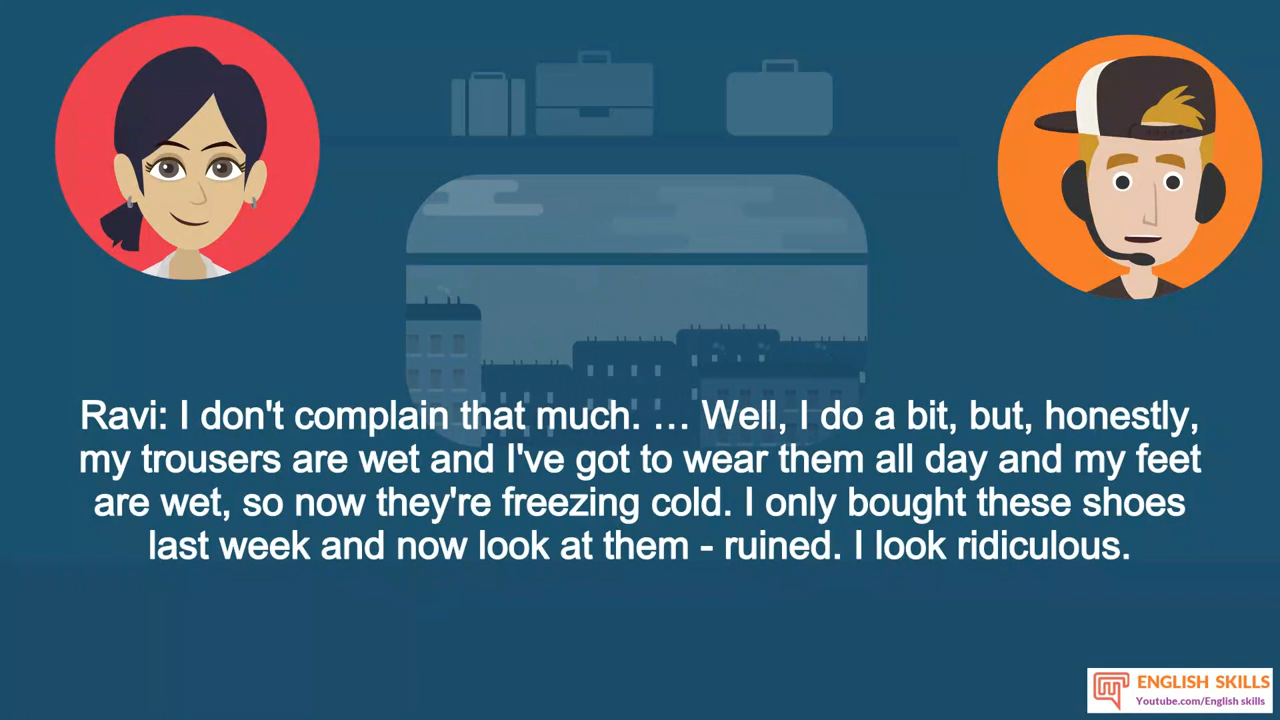 Ravi: I don't complain that much. … Well, I do a bit, but, honestly,
my trousers are wet and I've got to wear them all day and my feet
are wet, so now they're freezing cold. I only bought these shoes
last week and now look at them - ruined. I look ridiculous.
ENGLISH SKILLS
Youtube.com/English skills